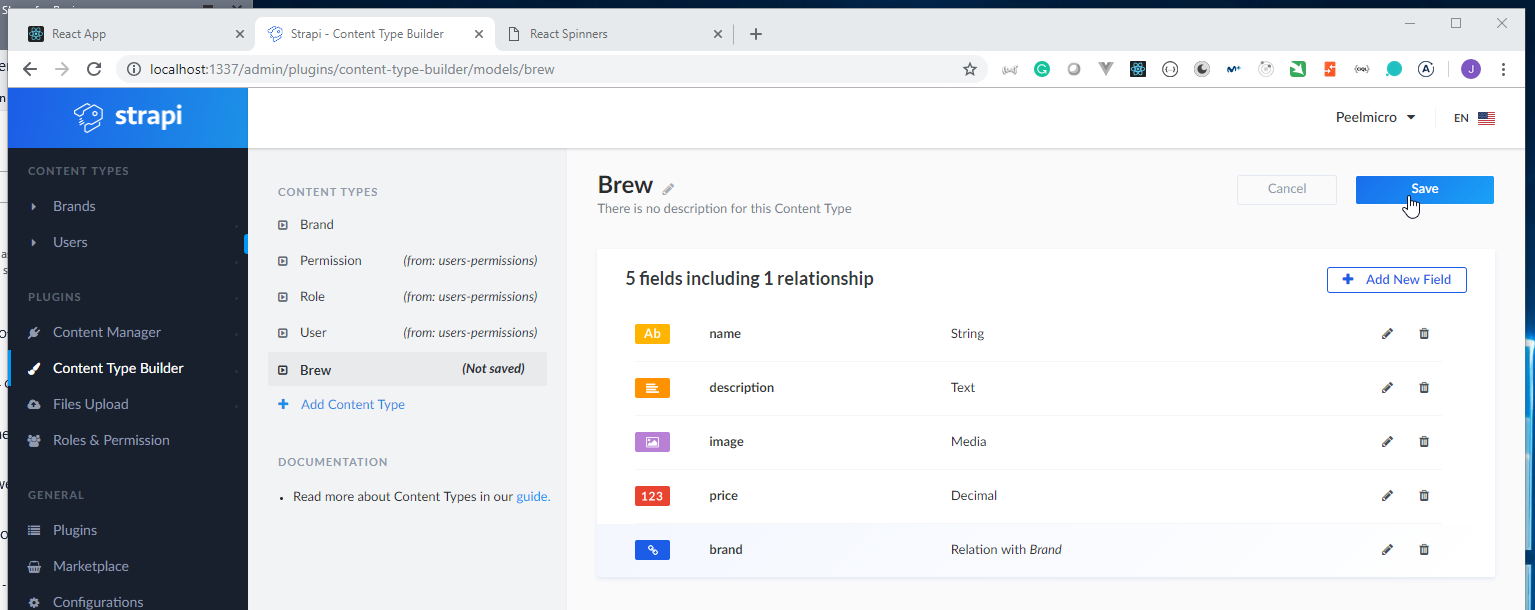 React App
Strapi - Content Type Builder
React Spinners
localhost:1337/admin/plugins/content-type-builder/models/brew
J
strapi
Peelmicro
EN
CONTENT TYPES
Brands
Users
PLUGINS
Content Manager
Content Type Builder
Files Upload
Roles & Permission
GENERAL
Plugins
Marketplace
Configurations
CONTENT TYPES
Brand
Permission (from: users-permissions)
Role (from: users-permissions)
User (from: users-permissions)
Brew (Not saved)
Add Content Type
DOCUMENTATION
Read more about Content Types in our guide.
Brew
There is no description for this Content Type
Cancel
Save
5 fields including 1 relationship
Add New Field
Ab name String
description Text
image Media
123 price Decimal
brand Relation with Brand